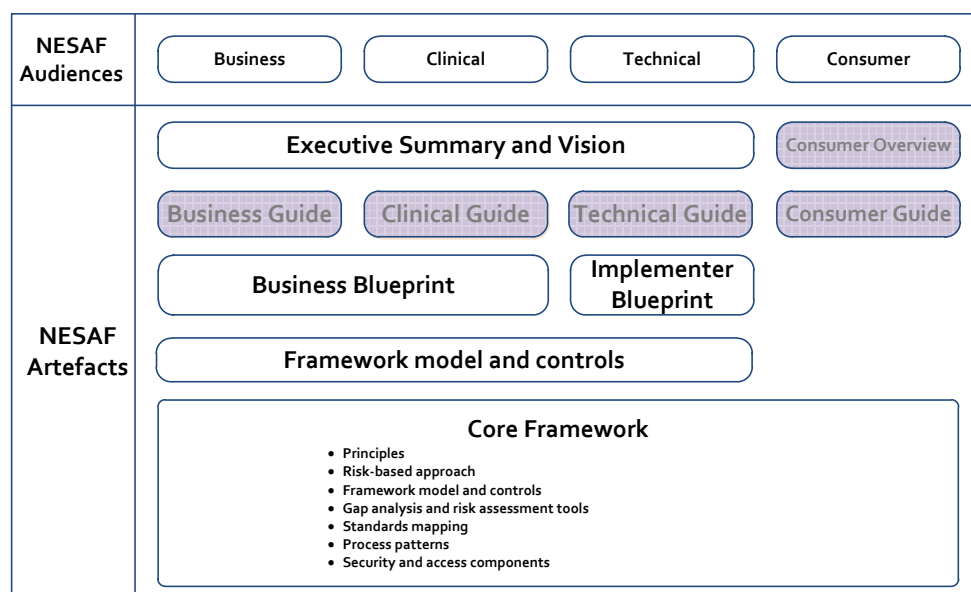 NESAF
Audiences
Business
Clinical
Technical
Consumer
NESAF
Artefacts
Executive Summary and Vision
Consumer Overview
Business Guide
Clinical Guide
Technical Guide
Consumer Guide
Business Blueprint
Implementer
Blueprint
Framework model and controls
Core Framework
• Principles
• Risk-based approach
• Framework model and controls
• Gap analysis and risk assessment tools
• Standards mapping
• Process patterns
• Security and access components